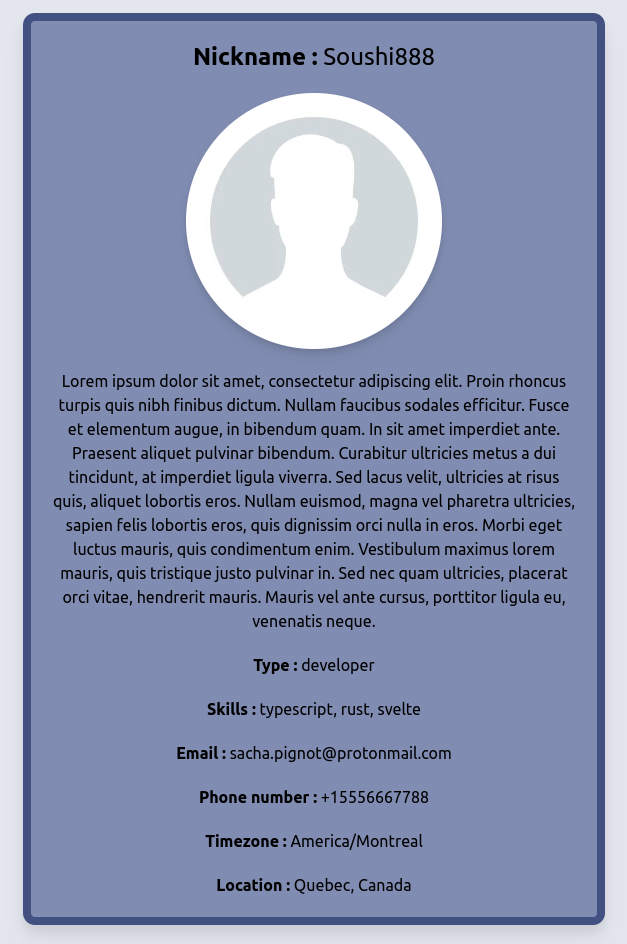 Nickname : Soushi888
Lorem ipsum dolor sit amet, consectetur adipiscing elit. Proin rhoncus
turpis quis nibh finibus dictum. Nullam faucibus sodales efficitur. Fusce
et elementum augue, in bibendum quam. In sit amet imperdiet ante.
Praesent aliquet pulvinar bibendum. Curabitur ultricies metus a dui
tincidunt, at imperdiet ligula viverra. Sed lacus velit, ultricies at risus
quis, aliquet lobortis eros. Nullam euismod, magna vel pharetra ultricies,
sapien felis lobortis eros, quis dignissim orci nulla in eros. Morbi eget
luctus mauris, quis condimentum enim. Vestibulum maximus lorem
mauris, quis tristique justo pulvinar in. Sed nec quam ultricies, placerat
orci vitae, hendrerit mauris. Mauris vel ante cursus, porttitor ligula eu,
venenatis neque.
Type : developer
Skills : typescript, rust, svelte
Email : sacha.pignot@protonmail.com
Phone number : +15556667788
Timezone : America/Montreal
Location : Quebec, Canada